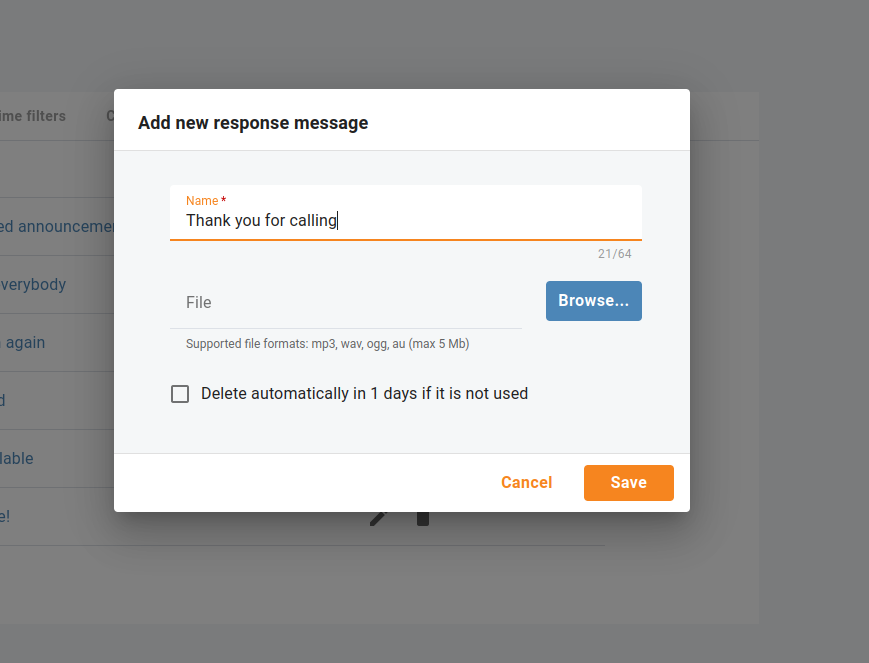 ime filters
Add new response message
Name *
Thank you for calling
21/64
File
Browse...
Supported file formats: mp3, wav, ogg, au (max 5 Mb)
Delete automatically in 1 days if it is not used
Cancel
Save
ed announcemen
verybody
again
d
lable
e!